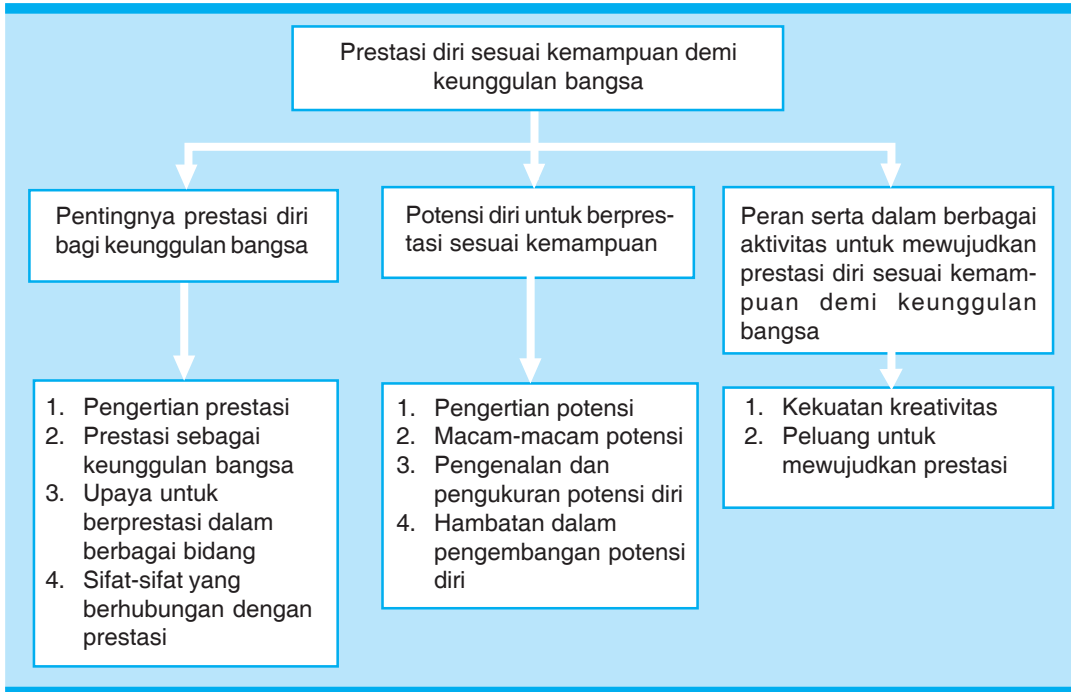 Prestasi diri sesuai kemampuan demi
keunggulan bangsa
Pentingnya prestasi diri
bagi keunggulan bangsa
Potensi diri untuk berpres-
tasi sesuai kemampuan
Peran serta dalam berbagai
aktivitas untuk mewujudkan
prestasi diri sesuai kemam-
puan demi keunggulan
bangsa
1. Pengertian prestasi
2. Prestasi sebagai
keunggulan bangsa
3. Upaya untuk
berprestasi dalam
berbagai bidang
4. Sifat-sifat yang
berhubungan dengan
prestasi
1. Pengertian potensi
2. Macam-macam potensi
3. Pengenalan dan
pengukuran potensi diri
4. Hambatan dalam
pengembangan potensi
diri
1. Kekuatan kreativitas
2. Peluang untuk
mewujudkan prestasi